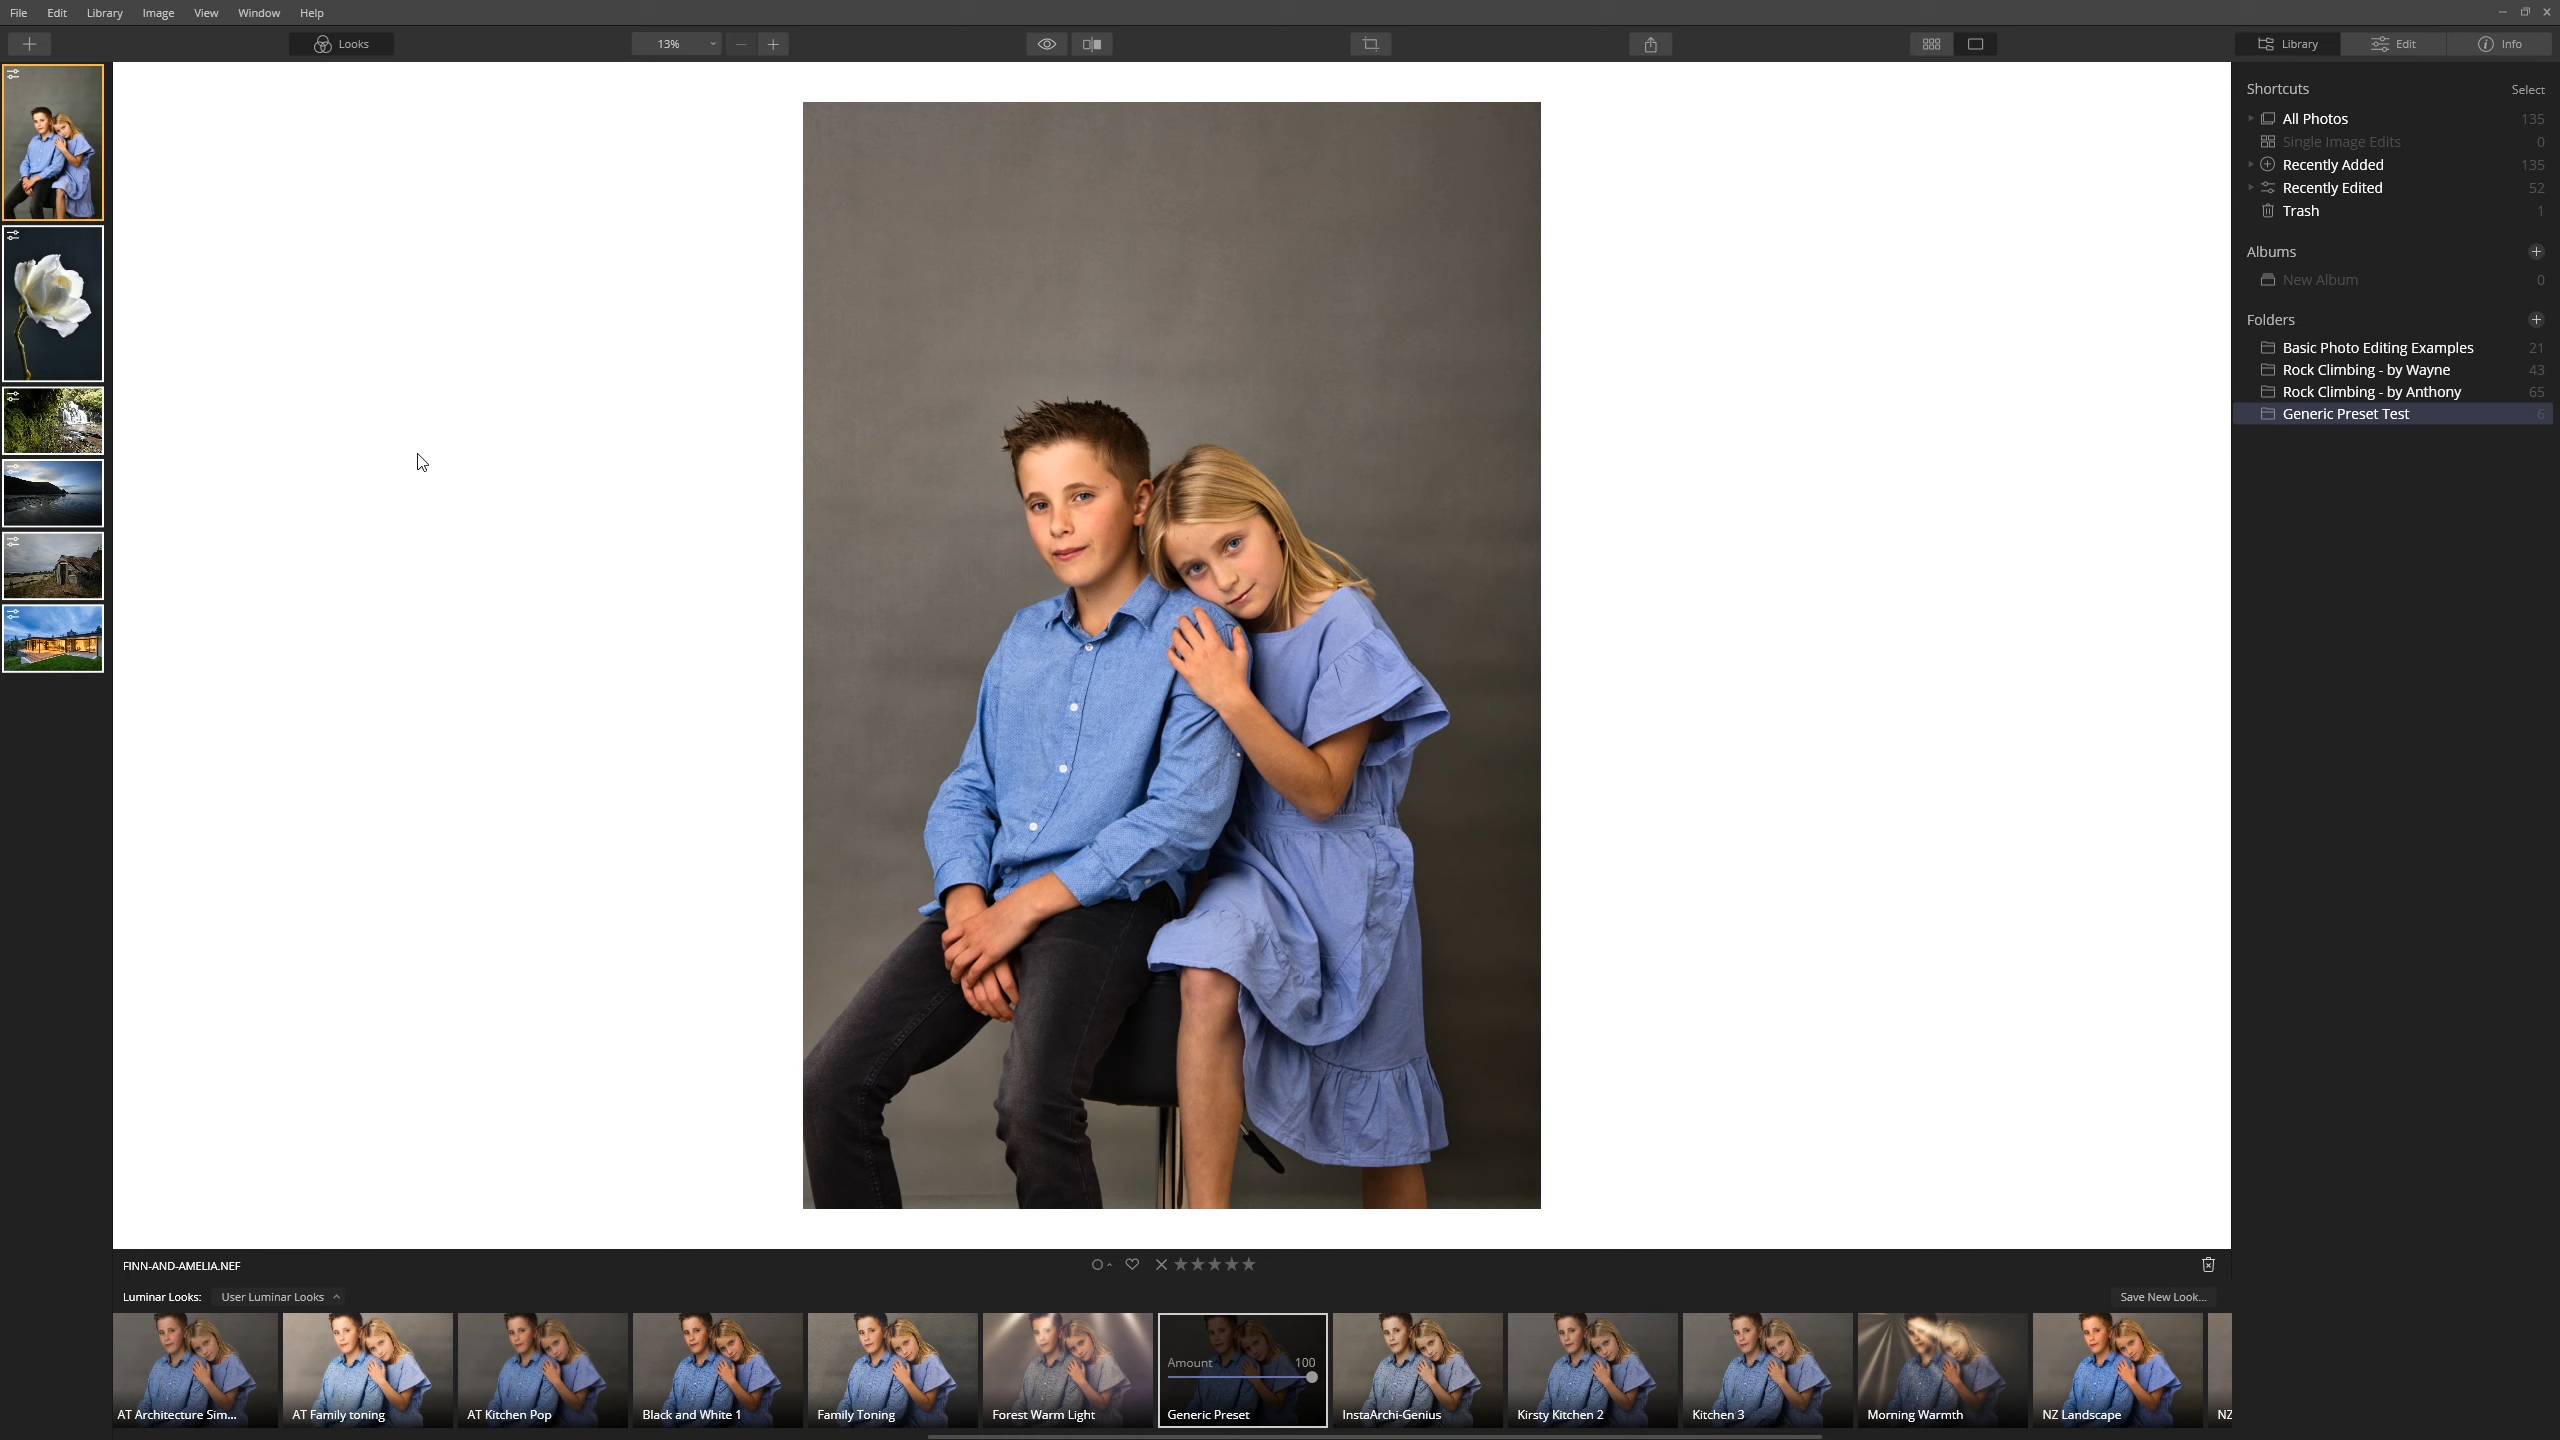 File Edit Library Image View Window Help
Looks 13% Library Edit Info
Shortcuts Select
All Photos 135
Single Image Edits 0
Recently Added 135
Recently Edited 52
Trash 1
Albums
New Album 0
Folders
Basic Photo Editing Examples 21
Rock Climbing - by Wayne 43
Rock Climbing - by Anthony 65
Generic Preset Test 6
FINN-AND-AMELIA.NEF
Luminar Looks: User Luminar Looks Save New Look...
Amount 100
AT Architecture Sim... AT Family toning AT Kitchen Pop Black and White 1 Family Toning Forest Warm Light Generic Preset InstaArchi-Genius Kirsty Kitchen 2 Kitchen 3 Morning Warmth NZ Landscape NZ